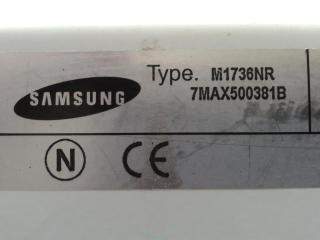 SAMSUNG Type. M1736NR
7MAX500381B
N CE